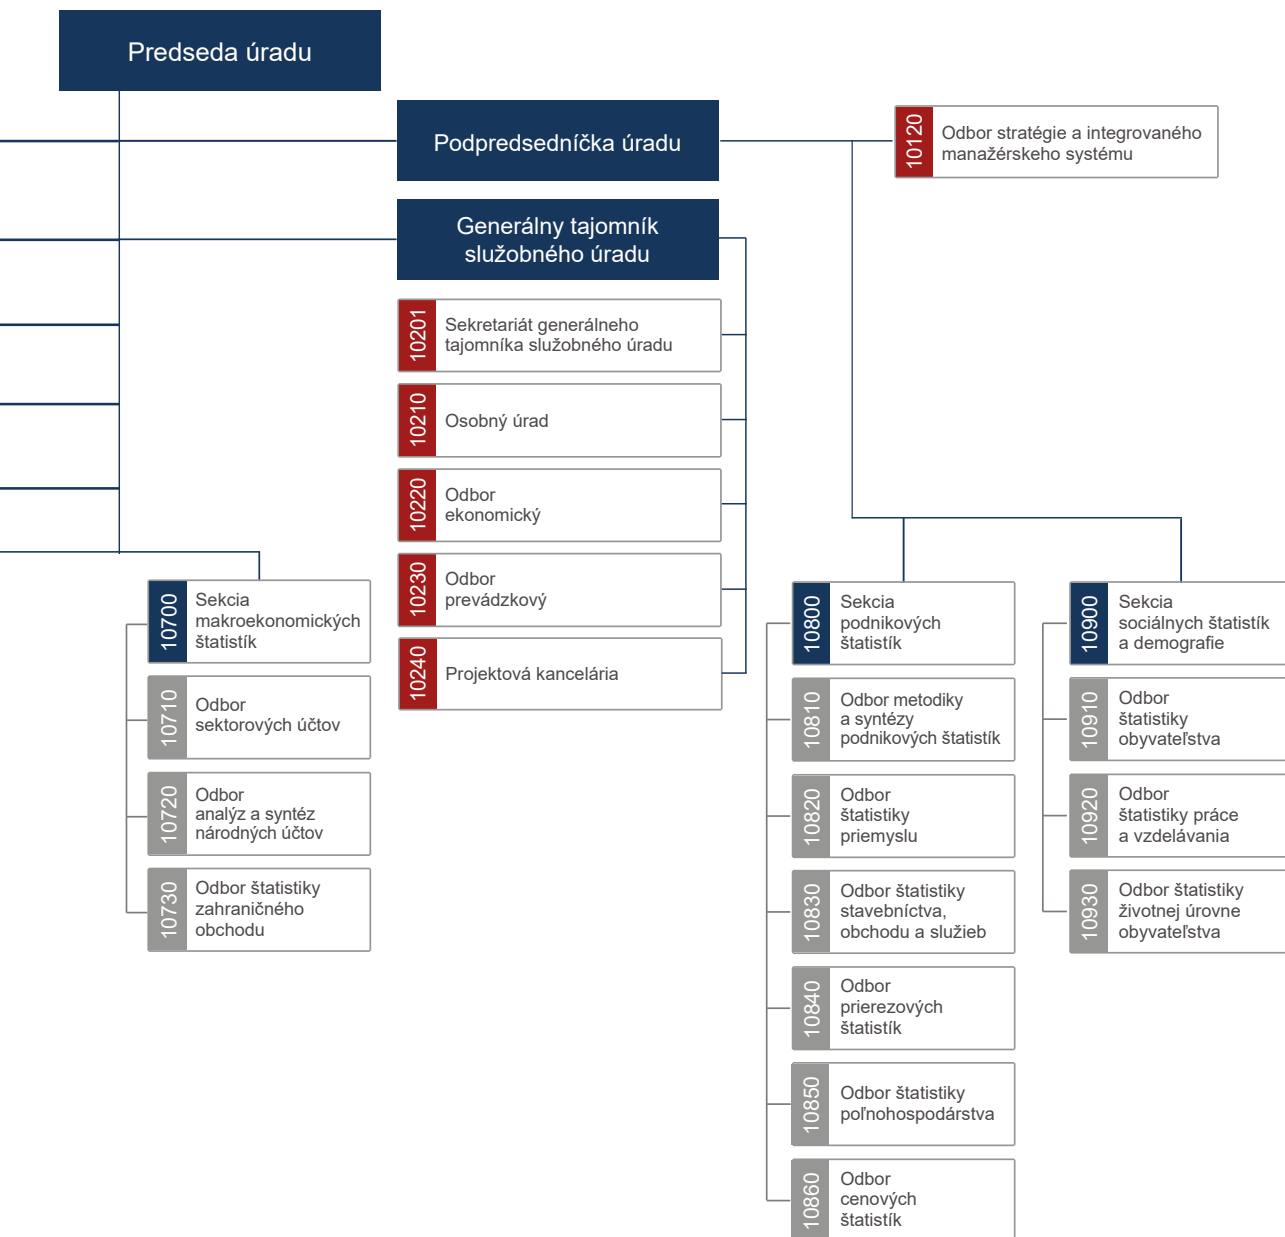 Predseda úradu
Podpredsedníčka úradu
10120
Odbor stratégie a integrovaného
manažérskeho systému
Generálny tajomník
služobného úradu
10201
Sekretariát generálneho
tajomníka služobného úradu
10210
Osobný úrad
10220
Odbor
ekonomický
10230
Odbor
prevádzkový
10240
Projektová kancelária
10700
Sekcia
makroekonomických
štatistík
10710
Odbor
sektorových účtov
10720
Odbor
analýz a syntéz
národných účtov
10730
Odbor štatistiky
zahraničného
obchodu
10800
Sekcia
podnikových
štatistík
10810
Odbor metodiky
a syntézy
podnikových štatistík
10820
Odbor
štatistiky
priemyslu
10830
Odbor štatistiky
stavebníctva,
obchodu a služieb
10840
Odbor
prierezových
štatistík
10850
Odbor štatistiky
poľnohospodárstva
10860
Odbor
cenových
štatistík
10900
Sekcia
sociálnych štatistík
a demografie
10910
Odbor
štatistiky
obyvateľstva
10920
Odbor
štatistiky práce
a vzdelávania
10930
Odbor štatistiky
životnej úrovne
obyvateľstva